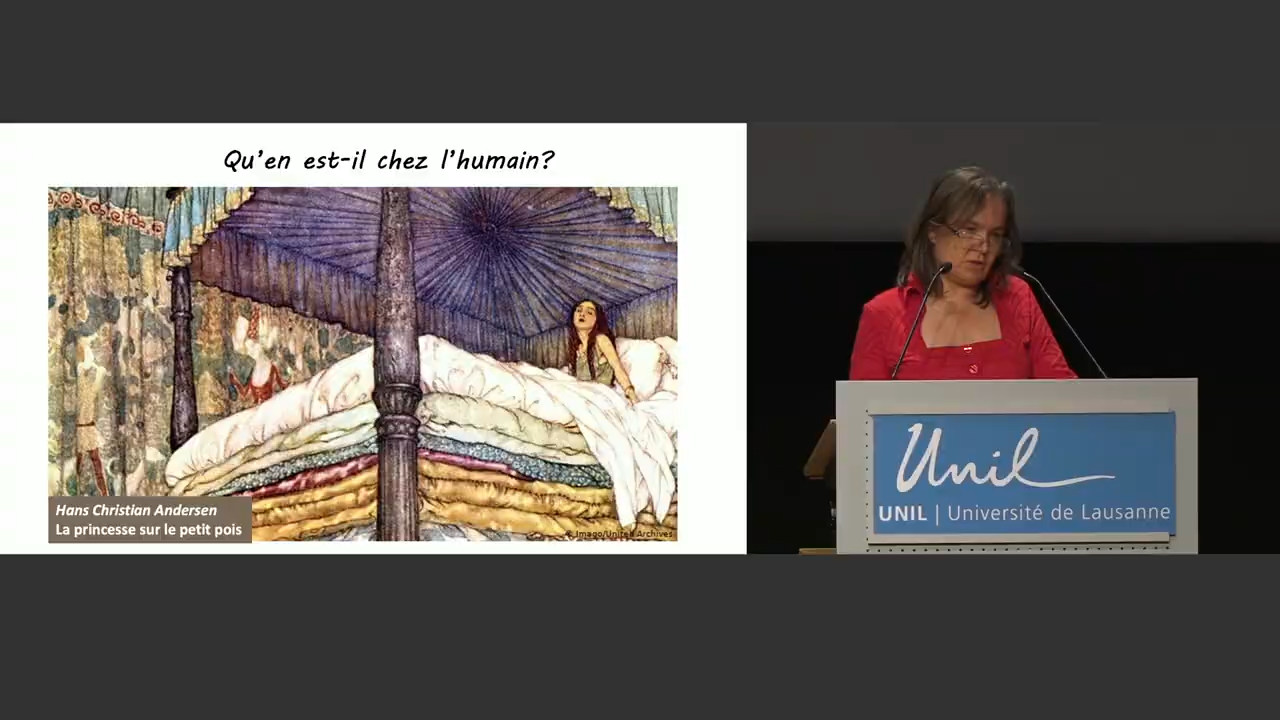 Qu'en est-il chez l'humain?
Hans Christian Andersen
La princesse sur le petit pois
© Imago/United Archives
Unil
UNIL | Université de Lausanne